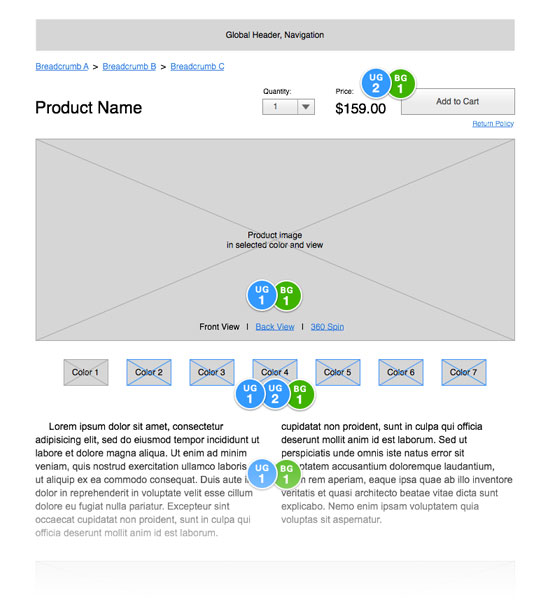 Global Header, Navigation
Breadcrumb A > Breadcrumb B > Breadcrumb C
Product Name
Quantity:
1
Price:
$159.00
UG 2
BG 1
Add to Cart
Return Policy
Product image
in selected color and view
UG 1
BG 1
Front View I Back View I 360 Spin
Color 1 Color 2 Color 3 Color 4 Color 5 Color 6 Color 7
UG 1
UG 2
BG 1
Lorem ipsum dolor sit amet, consectetur
adipisicing elit, sed do eiusmod tempor incididunt ut
labore et dolore magna aliqua. Ut enim ad minim
veniam, quis nostrud exercitation ullamco laboris
ut aliquip ex ea commodo consequat. Duis aute
dolor in reprehenderit in voluptate velit esse cillum
dolore eu fugiat nulla pariatur. Excepteur sint
occaecat cupidatat non proident, sunt in culpa qui
officia deserunt mollit anim id est laborum.
UG 1
BG 1
cupidatat non proident, sunt in culpa qui officia
deserunt mollit anim id est laborum. Sed ut
perspiciatis unde omnis iste natus error sit
accusantium doloremque laudantium,
rem aperiam, eaque ipsa quae ab illo inventore
veritatis et quasi architecto beatae vitae dicta sunt
explicabo. Nemo enim ipsam voluptatem quia
voluptas sit aspernatur.